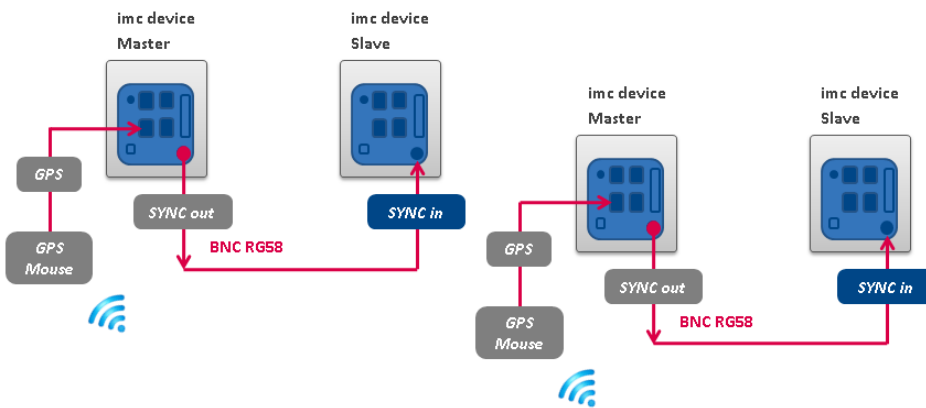 imc device
Master
imc device
Slave
GPS
SYNC out
SYNC in
BNC RG58
GPS
Mouse
imc device
Master
imc device
Slave
GPS
SYNC out
SYNC in
BNC RG58
GPS
Mouse